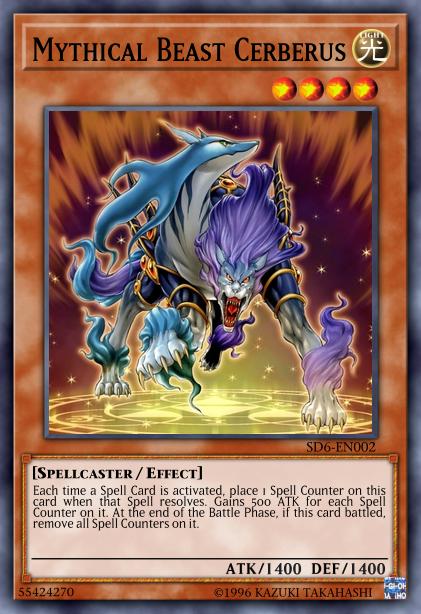 Mythical Beast Cerberus
LIGHT
光
SD6-EN002
[Spellcaster / Effect]
Each time a Spell Card is activated, place 1 Spell Counter on this
card when that Spell resolves. Gains 500 ATK for each Spell
Counter on it. At the end of the Battle Phase, if this card battled,
remove all Spell Counters on it.
ATK/1400 DEF/1400
55424270
©1996 KAZUKI TAKAHASHI